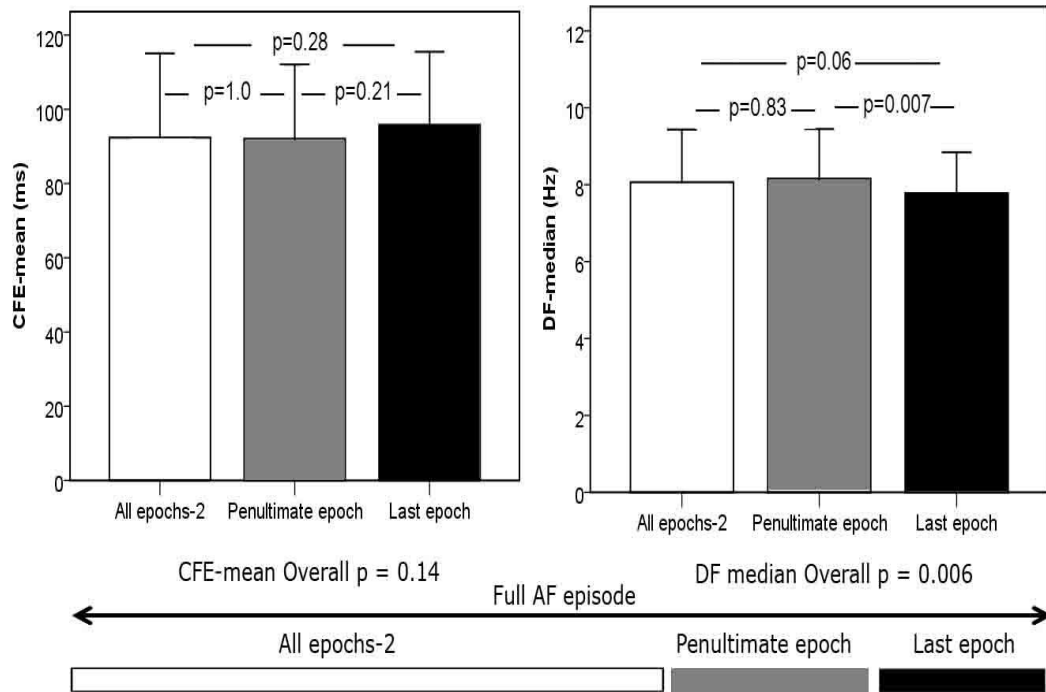 120
100
80
60
40
20
0
CFE-mean (ms)
p=0.28
p=1.0
p=0.21
All epochs-2
Penultimate epoch
Last epoch
12
10
8
6
4
2
0
DF-median (Hz)
p=0.06
p=0.83
p=0.007
All epochs-2
Penultimate epoch
Last epoch
CFE-mean Overall p = 0.14
DF median Overall p = 0.006
Full AF episode
All epochs-2
Penultimate epoch
Last epoch